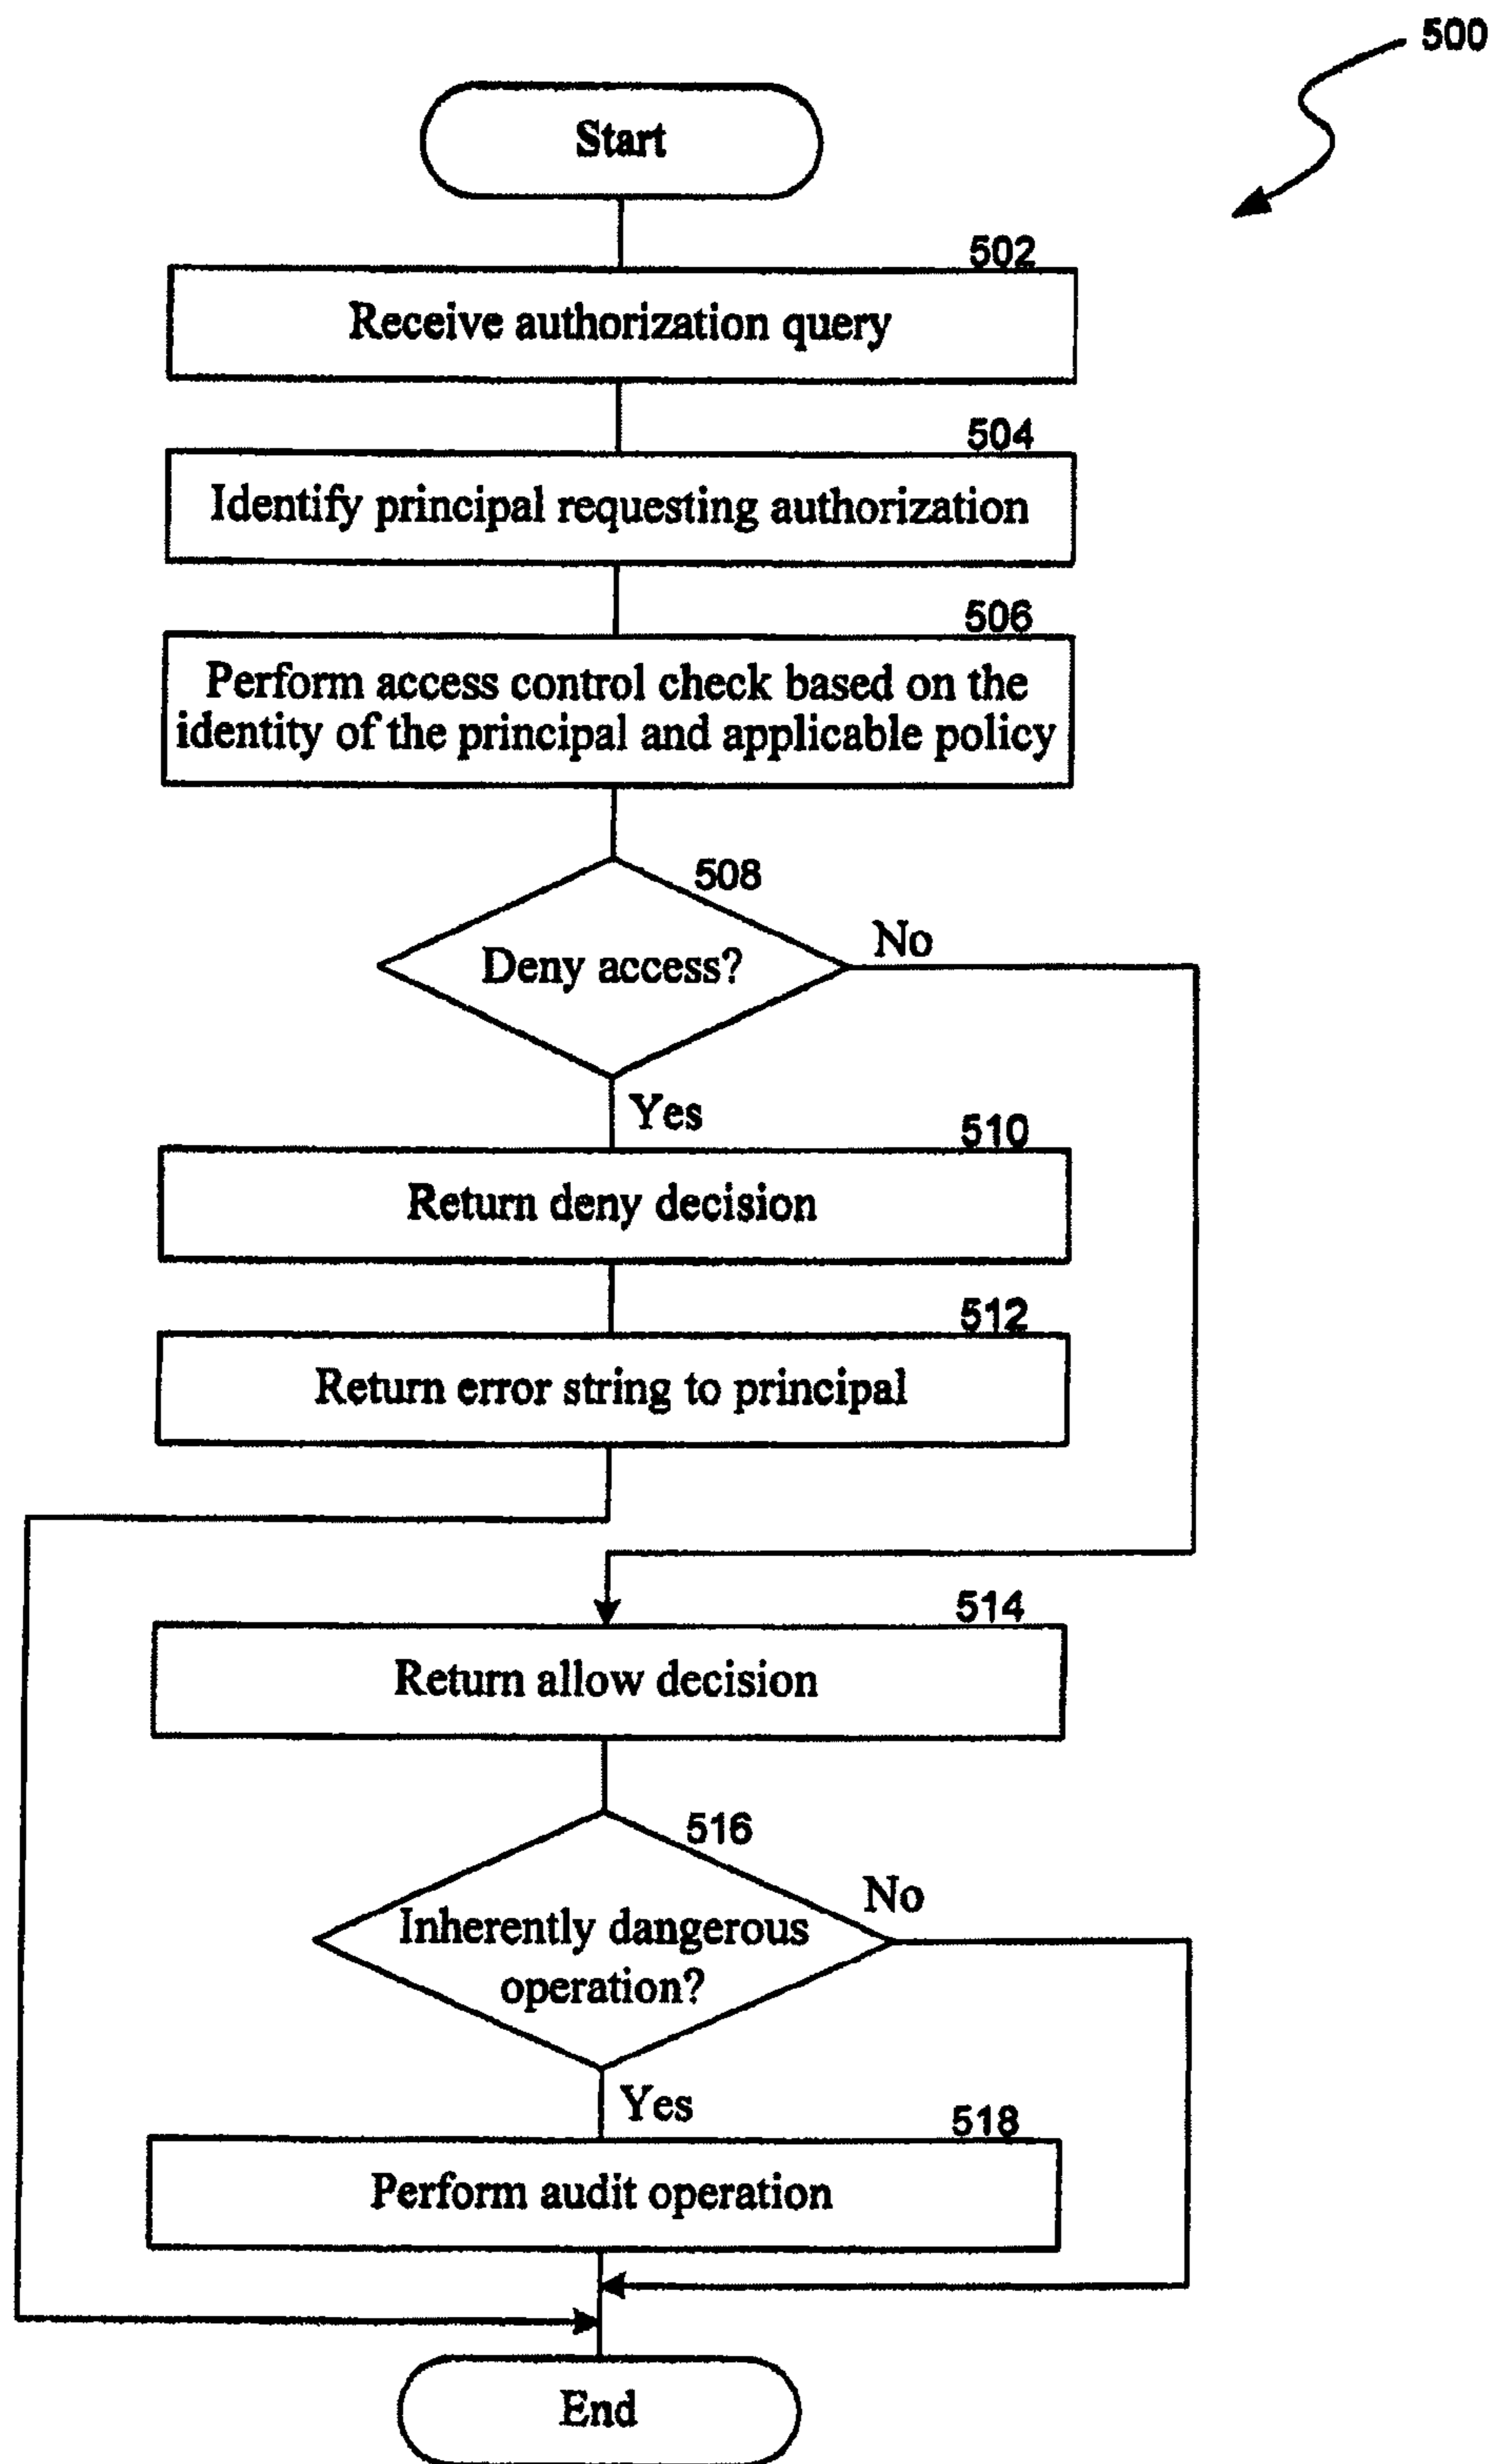 500
Start
502
Receive authorization query
504
Identify principal requesting authorization
506
Perform access control check based on the
identity of the principal and applicable policy
508
Deny access?
No
Yes
510
Return deny decision
512
Return error string to principal
514
Return allow decision
516
No
Inherently dangerous
operation?
Yes
518
Perform audit operation
End